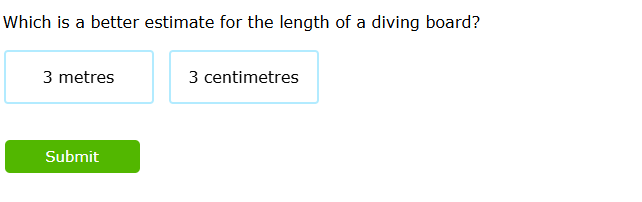 Which is a better estimate for the length of a diving board?
3 metres
3 centimetres
Submit